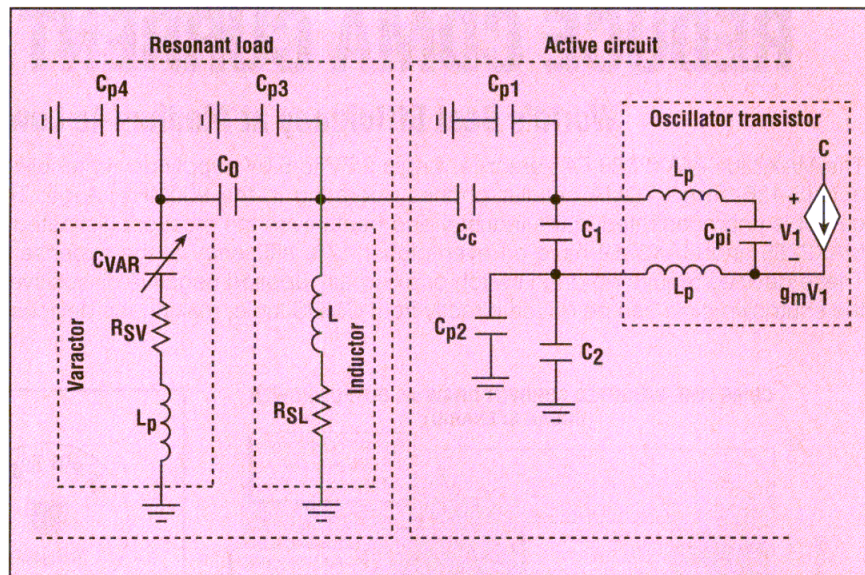 Resonant load
Active circuit
Cp4
Cp3
Cp1
Oscillator transistor
C
C0
Lp
+
Cc
C1
Cpi
V1
CVAR
–
Lp
gmV1
L
Cp2
RSV
Varactor
Inductor
C2
RSL
Lp